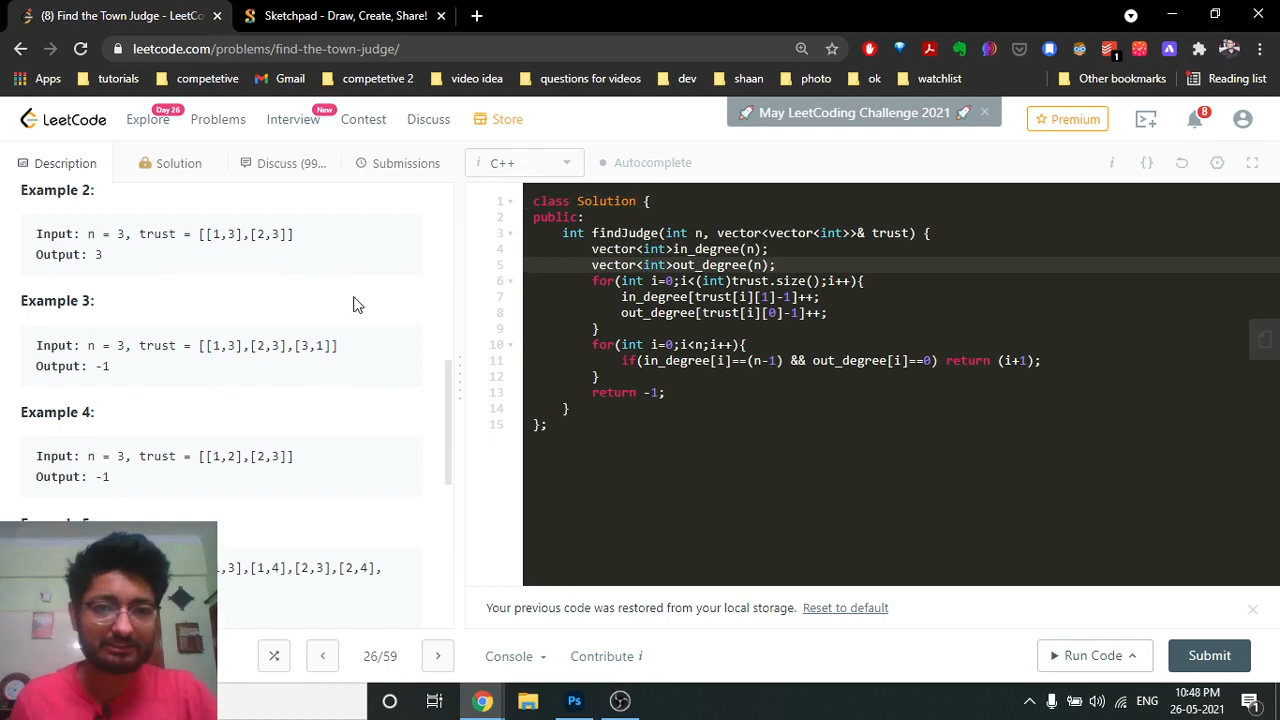 (8) Find the Town Judge - LeetCo
Sketchpad - Draw, Create, Share!
leetcode.com/problems/find-the-town-judge/
1
Apps
tutorials
competetive
Gmail
competetive 2
video idea
questions for videos
dev
shaan
photo
ok
watchlist
Other bookmarks
Reading list
LeetCode
Explore
Day 26
Problems
Interview
New
Contest
Discuss
Store
🚀 May LeetCoding Challenge 2021 🚀
Premium
8
Description
Solution
Discuss (99...
Submissions
C++
Autocomplete
Example 2:
Input: n = 3, trust = [[1,3],[2,3]]
Output: 3
Example 3:
Input: n = 3, trust = [[1,3],[2,3],[3,1]]
Output: -1
Example 4:
Input: n = 3, trust = [[1,2],[2,3]]
Output: -1
,3],[1,4],[2,3],[2,4],
1 class Solution {
2 public:
3 int findJudge(int n, vector<vector<int>>& trust) {
4 vector<int>in_degree(n);
5 vector<int>out_degree(n);
6 for(int i=0;i<(int)trust.size();i++){
7 in_degree[trust[i][1]-1]++;
8 out_degree[trust[i][0]-1]++;
9 }
10 for(int i=0;i<n;i++){
11 if(in_degree[i]==(n-1) && out_degree[i]==0) return (i+1);
12 }
13 return -1;
14 }
15 };
Your previous code was restored from your local storage. Reset to default
26/59
Console
Contribute i
Run Code
Submit
ENG
10:48 PM
26-05-2021
1